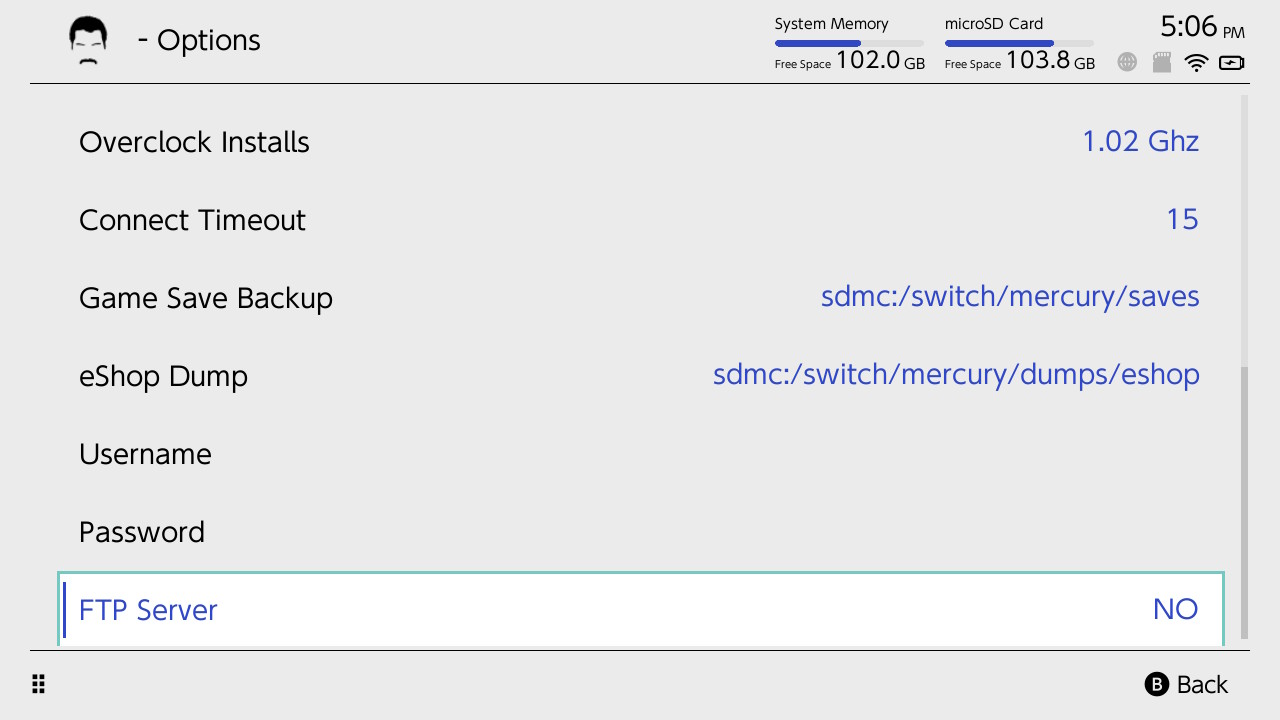 - Options
System Memory
Free Space 102.0 GB
microSD Card
Free Space 103.8 GB
5:06 PM
Overclock Installs 1.02 Ghz
Connect Timeout 15
Game Save Backup sdmc:/switch/mercury/saves
eShop Dump sdmc:/switch/mercury/dumps/eshop
Username
Password
FTP Server NO
B Back